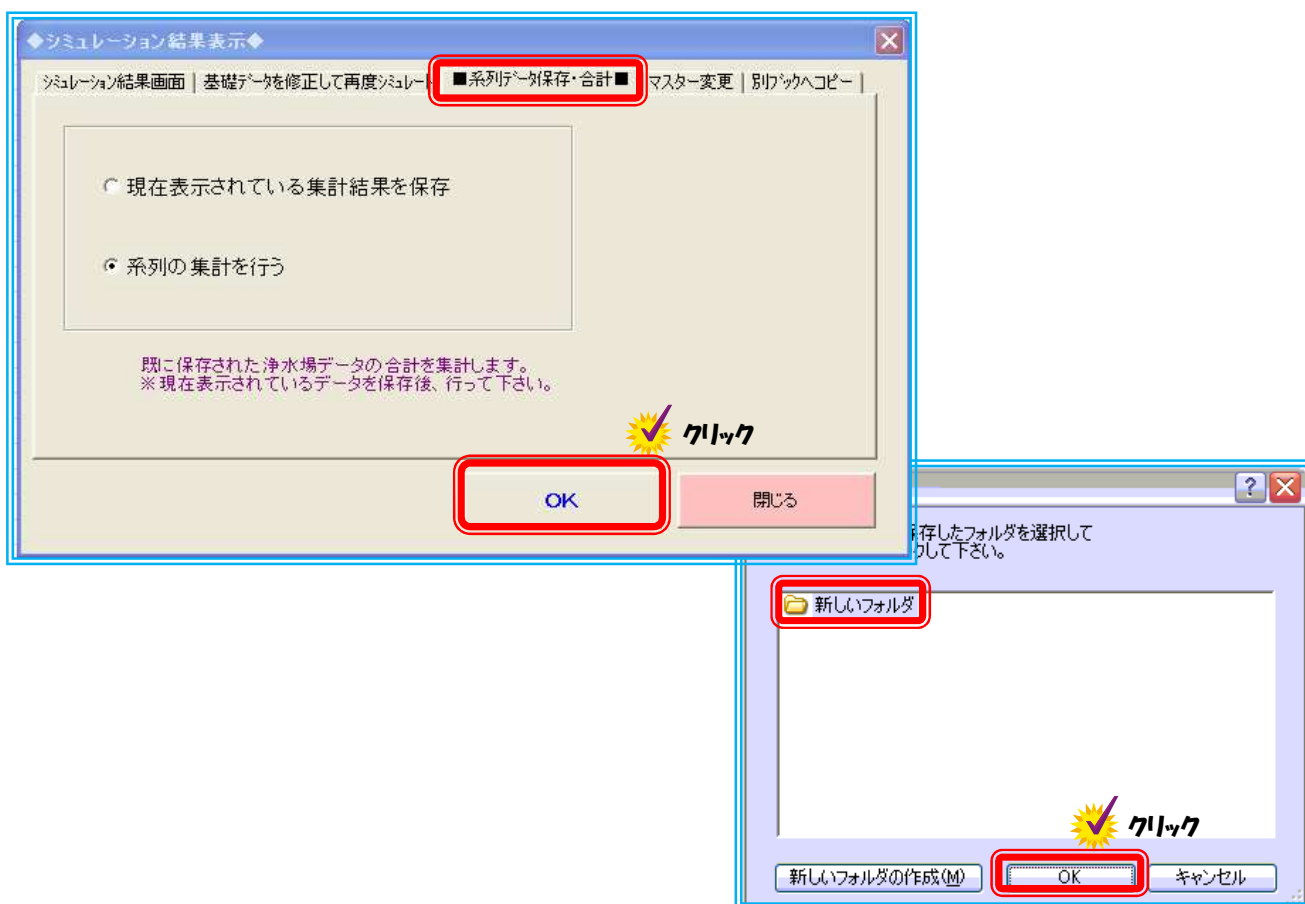 ◆シミュレーション結果表示◆
シミュレーション結果画面
基礎データを修正して再度シミュレート
■系列データ保存・合計■
マスター変更
別ブックへコピー
現在表示されている集計結果を保存
系列の集計を行う
既に保存された浄水場データの合計を集計します。
※現在表示されているデータを保存後、行って下さい。
クリック
OK
閉じる
存したフォルダを選択して
クして下さい。
新しいフォルダ
クリック
新しいフォルダの作成(M)
OK
キャンセル